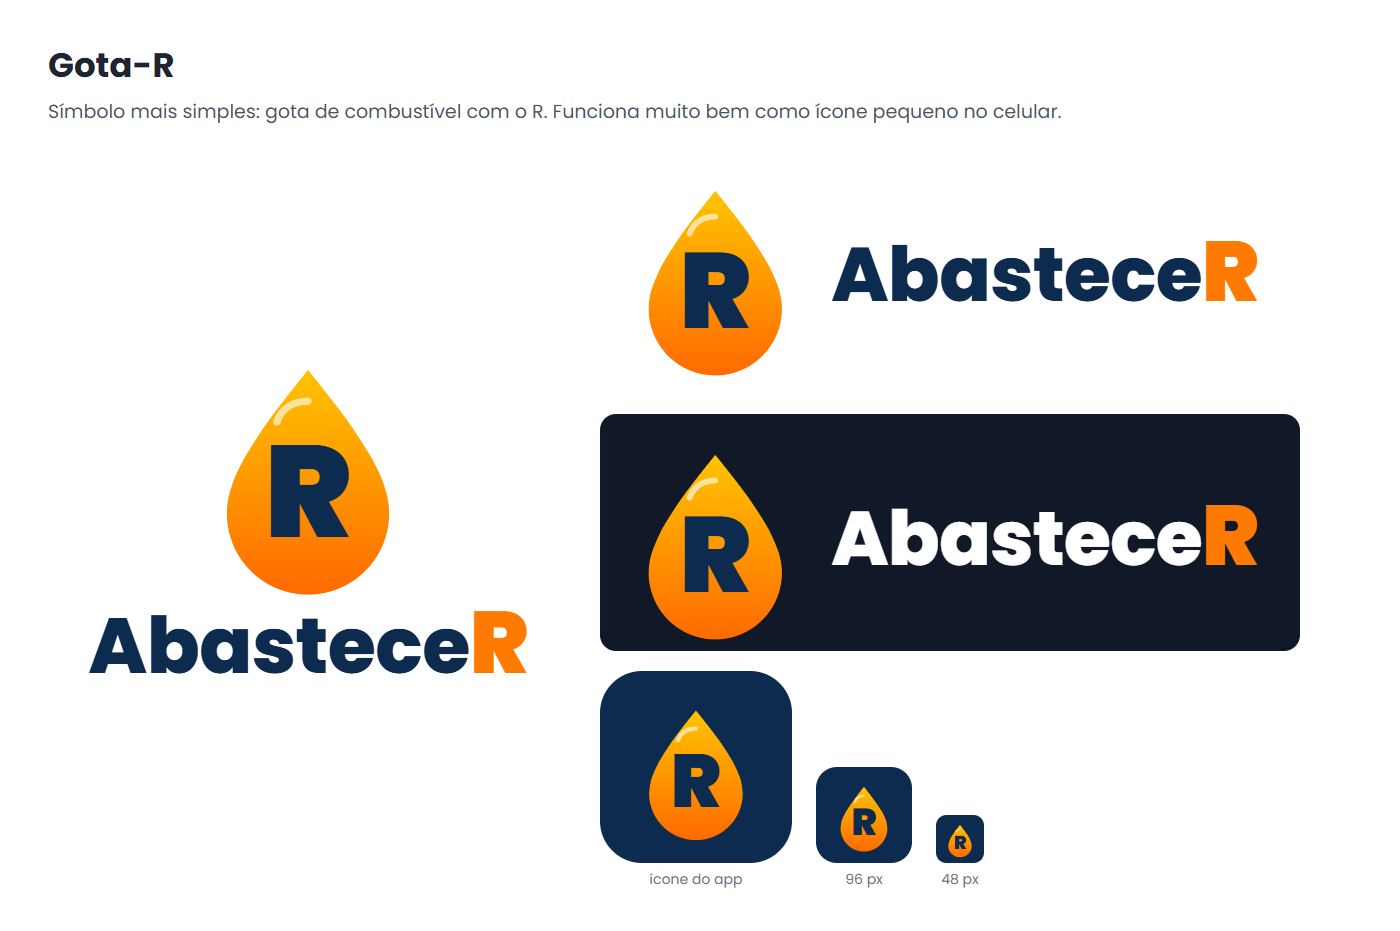 Gota-R
Símbolo mais simples: gota de combustível com o R. Funciona muito bem como ícone pequeno no celular.
R
AbasteceR
R
AbasteceR
R
AbasteceR
R
R
R
ícone do app
96 px
48 px